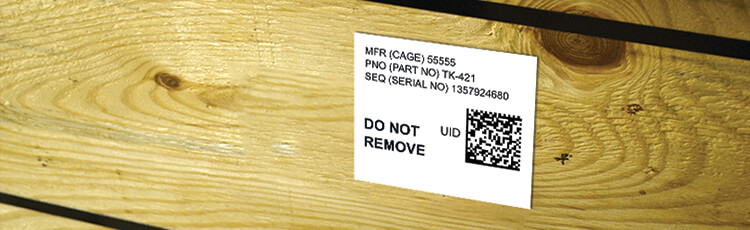 MFR (CAGE) 55555
PNO (PART NO) TK-421
SEQ (SERIAL NO) 1357924680
DO NOT
REMOVE
UID